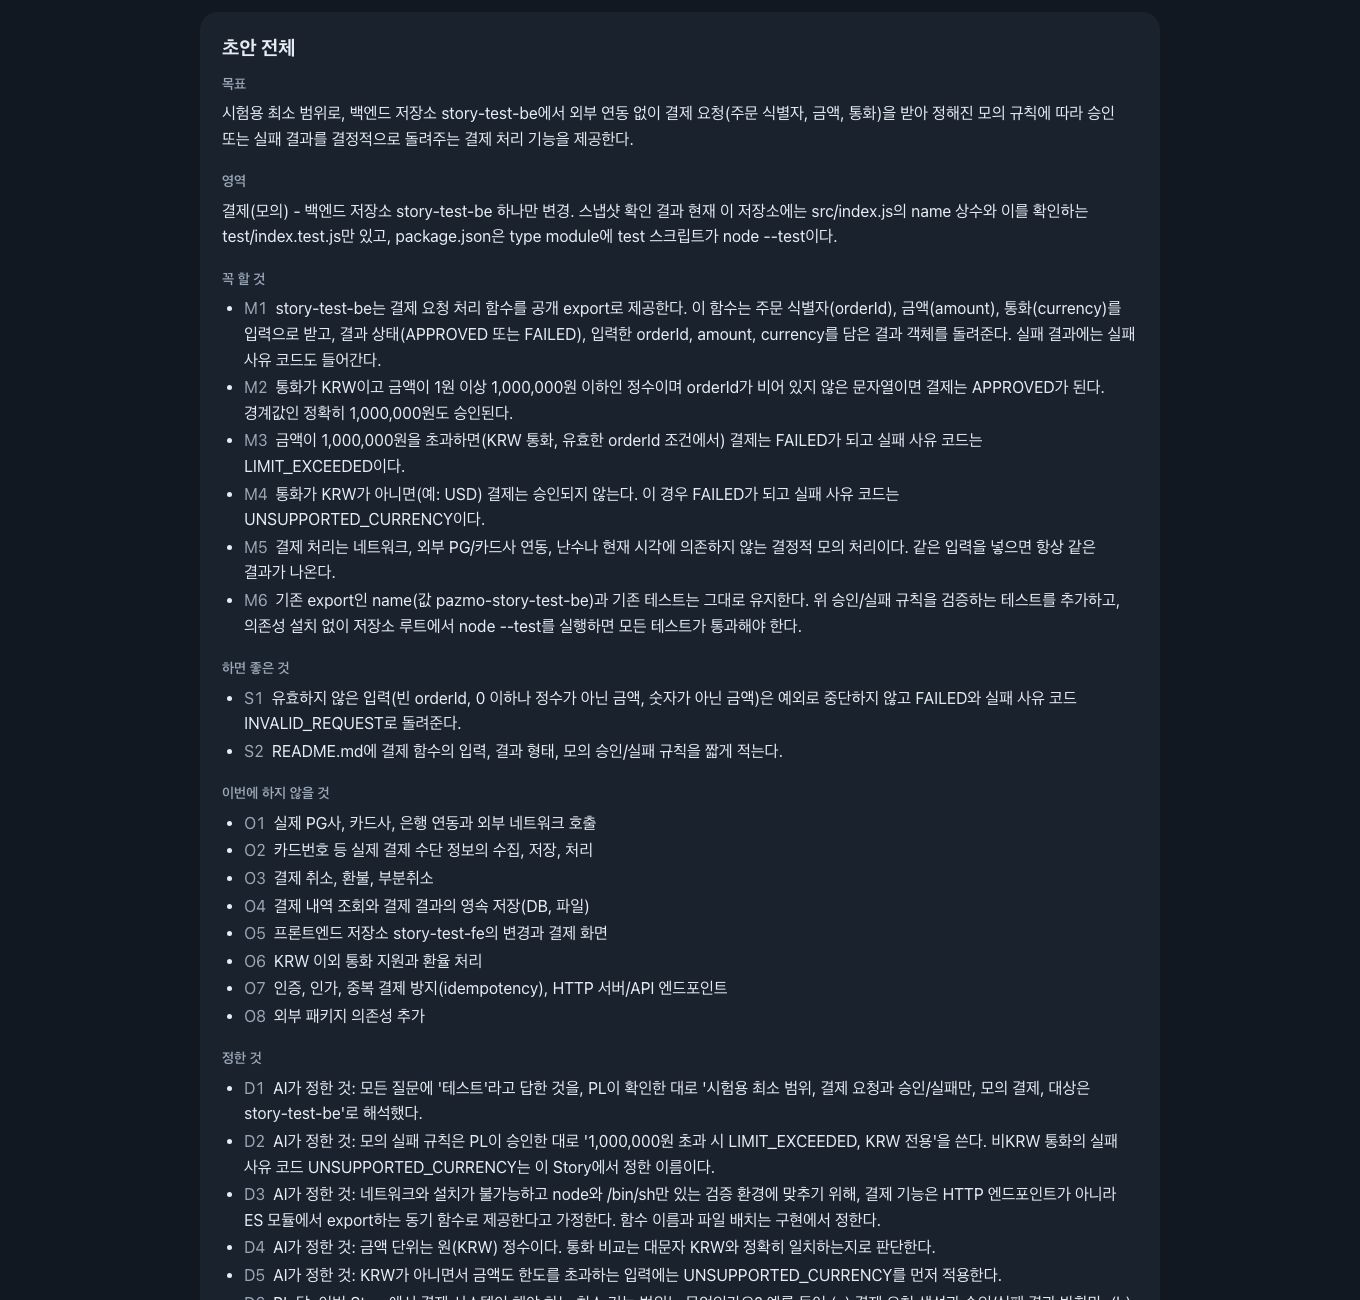 초안 전체
목표
시험용 최소 범위로, 백엔드 저장소 story-test-be에서 외부 연동 없이 결제 요청(주문 식별자, 금액, 통화)을 받아 정해진 모의 규칙에 따라 승인
또는 실패 결과를 결정적으로 돌려주는 결제 처리 기능을 제공한다.
영역
결제(모의) - 백엔드 저장소 story-test-be 하나만 변경. 스냅샷 확인 결과 현재 이 저장소에는 src/index.js의 name 상수와 이를 확인하는
test/index.test.js만 있고, package.json은 type module에 test 스크립트가 node --test이다.
꼭 할 것
• M1 story-test-be는 결제 요청 처리 함수를 공개 export로 제공한다. 이 함수는 주문 식별자(orderId), 금액(amount), 통화(currency)를
입력으로 받고, 결과 상태(APPROVED 또는 FAILED), 입력한 orderId, amount, currency를 담은 결과 객체를 돌려준다. 실패 결과에는 실패
사유 코드도 들어간다.
• M2 통화가 KRW이고 금액이 1원 이상 1,000,000원 이하인 정수이며 orderId가 비어 있지 않은 문자열이면 결제는 APPROVED가 된다.
경계값인 정확히 1,000,000원도 승인된다.
• M3 금액이 1,000,000원을 초과하면(KRW 통화, 유효한 orderId 조건에서) 결제는 FAILED가 되고 실패 사유 코드는
LIMIT_EXCEEDED이다.
• M4 통화가 KRW가 아니면(예: USD) 결제는 승인되지 않는다. 이 경우 FAILED가 되고 실패 사유 코드는
UNSUPPORTED_CURRENCY이다.
• M5 결제 처리는 네트워크, 외부 PG/카드사 연동, 난수나 현재 시각에 의존하지 않는 결정적 모의 처리이다. 같은 입력을 넣으면 항상 같은
결과가 나온다.
• M6 기존 export인 name(값 pazmo-story-test-be)과 기존 테스트는 그대로 유지한다. 위 승인/실패 규칙을 검증하는 테스트를 추가하고,
의존성 설치 없이 저장소 루트에서 node --test를 실행하면 모든 테스트가 통과해야 한다.
하면 좋은 것
• S1 유효하지 않은 입력(빈 orderId, 0 이하나 정수가 아닌 금액, 숫자가 아닌 금액)은 예외로 중단하지 않고 FAILED와 실패 사유 코드
INVALID_REQUEST로 돌려준다.
• S2 README.md에 결제 함수의 입력, 결과 형태, 모의 승인/실패 규칙을 짧게 적는다.
이번에 하지 않을 것
• O1 실제 PG사, 카드사, 은행 연동과 외부 네트워크 호출
• O2 카드번호 등 실제 결제 수단 정보의 수집, 저장, 처리
• O3 결제 취소, 환불, 부분취소
• O4 결제 내역 조회와 결제 결과의 영속 저장(DB, 파일)
• O5 프론트엔드 저장소 story-test-fe의 변경과 결제 화면
• O6 KRW 이외 통화 지원과 환율 처리
• O7 인증, 인가, 중복 결제 방지(idempotency), HTTP 서버/API 엔드포인트
• O8 외부 패키지 의존성 추가
정한 것
• D1 AI가 정한 것: 모든 질문에 '테스트'라고 답한 것을, PL이 확인한 대로 '시험용 최소 범위, 결제 요청과 승인/실패만, 모의 결제, 대상은
story-test-be'로 해석했다.
• D2 AI가 정한 것: 모의 실패 규칙은 PL이 승인한 대로 '1,000,000원 초과 시 LIMIT_EXCEEDED, KRW 전용'을 쓴다. 비KRW 통화의 실패
사유 코드 UNSUPPORTED_CURRENCY는 이 Story에서 정한 이름이다.
• D3 AI가 정한 것: 네트워크와 설치가 불가능하고 node와 /bin/sh만 있는 검증 환경에 맞추기 위해, 결제 기능은 HTTP 엔드포인트가 아니라
ES 모듈에서 export하는 동기 함수로 제공한다고 가정한다. 함수 이름과 파일 배치는 구현에서 정한다.
• D4 AI가 정한 것: 금액 단위는 원(KRW) 정수이다. 통화 비교는 대문자 KRW와 정확히 일치하는지로 판단한다.
• D5 AI가 정한 것: KRW가 아니면서 금액도 한도를 초과하는 입력에는 UNSUPPORTED_CURRENCY를 먼저 적용한다.